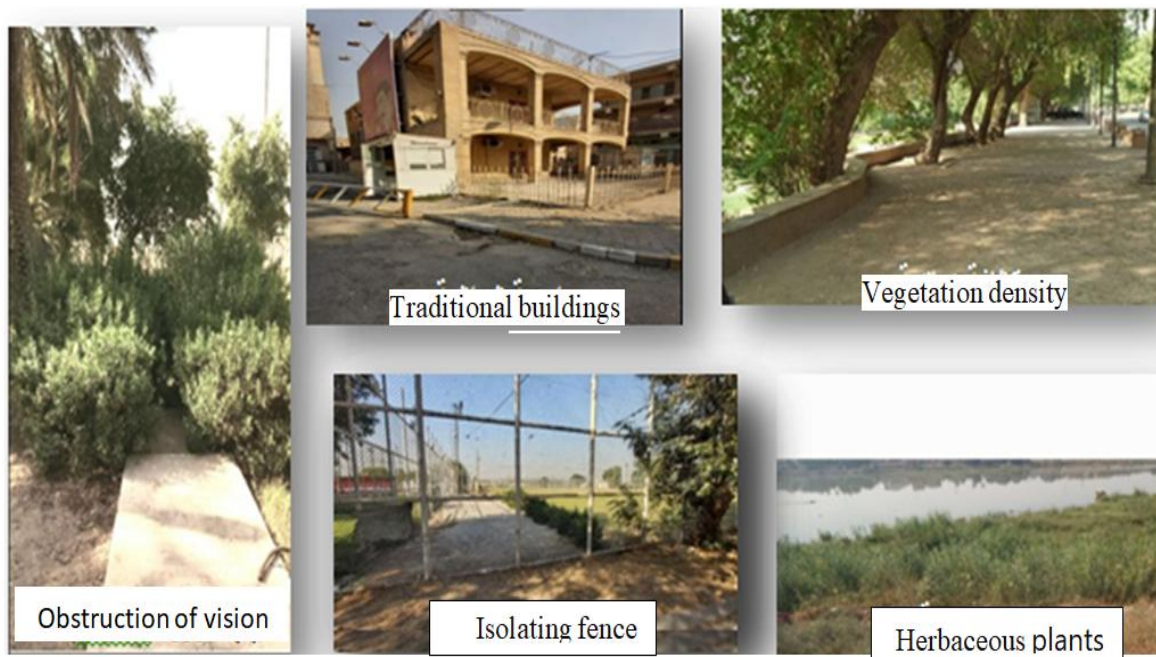 Traditional buildings
Vegetation density
Obstruction of vision
Isolating fence
Herbaceous plants